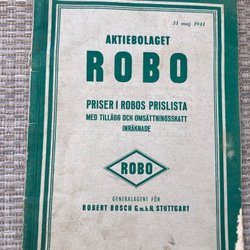 31 maj 1941
AKTIEBOLAGET
ROBO
PRISER I ROBOS PRISLISTA
MED TILLÄGG OCH OMSÄTTNINGSSKATT
INRÄKNADE
ROBO
GENERALAGENT FÖR
ROBERT BOSCH G.m.b.H, STUTTGART